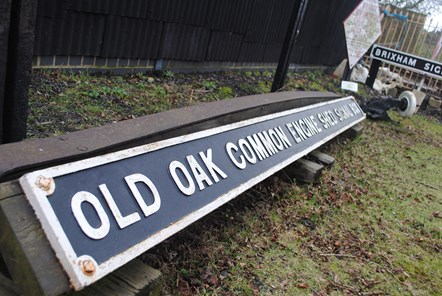 OLD OAK COMMON ENGINE SHED SIGNAL BOX
BRIXHAM SIG